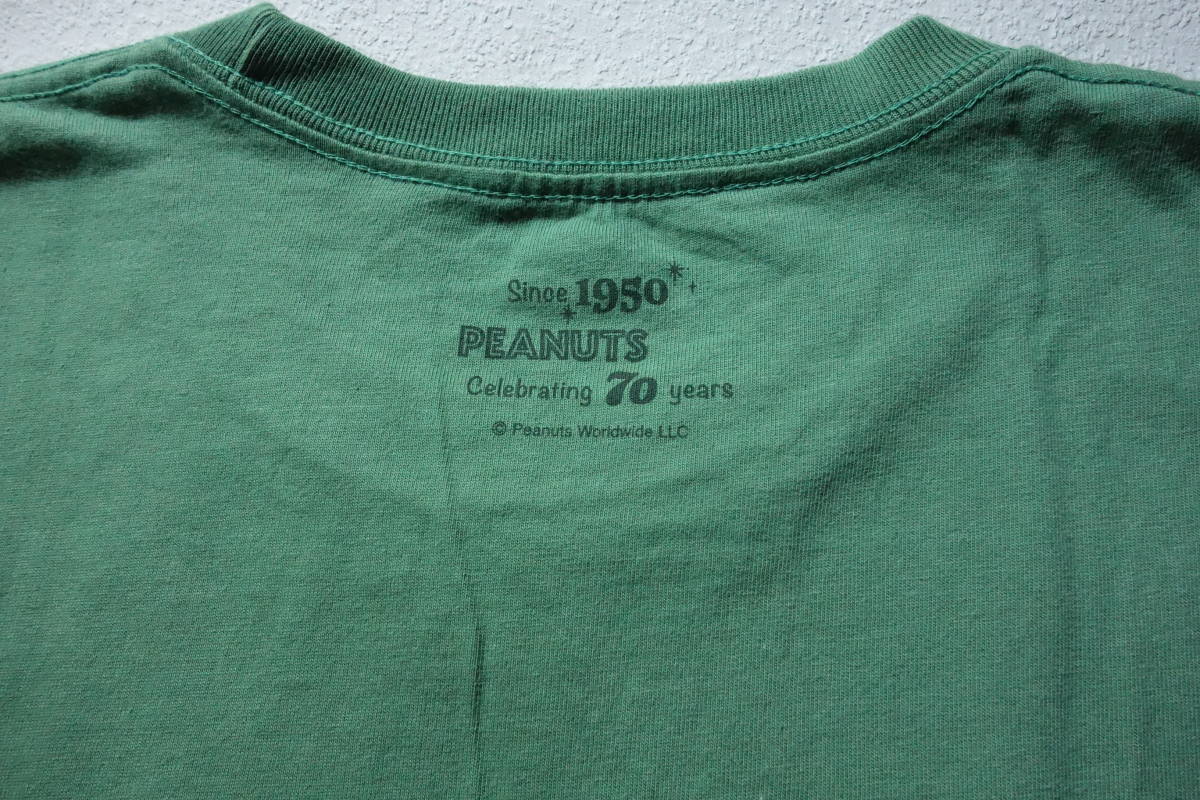 Since 1950
PEANUTS
Celebrating 70 years
© Peanuts Worldwide LLC